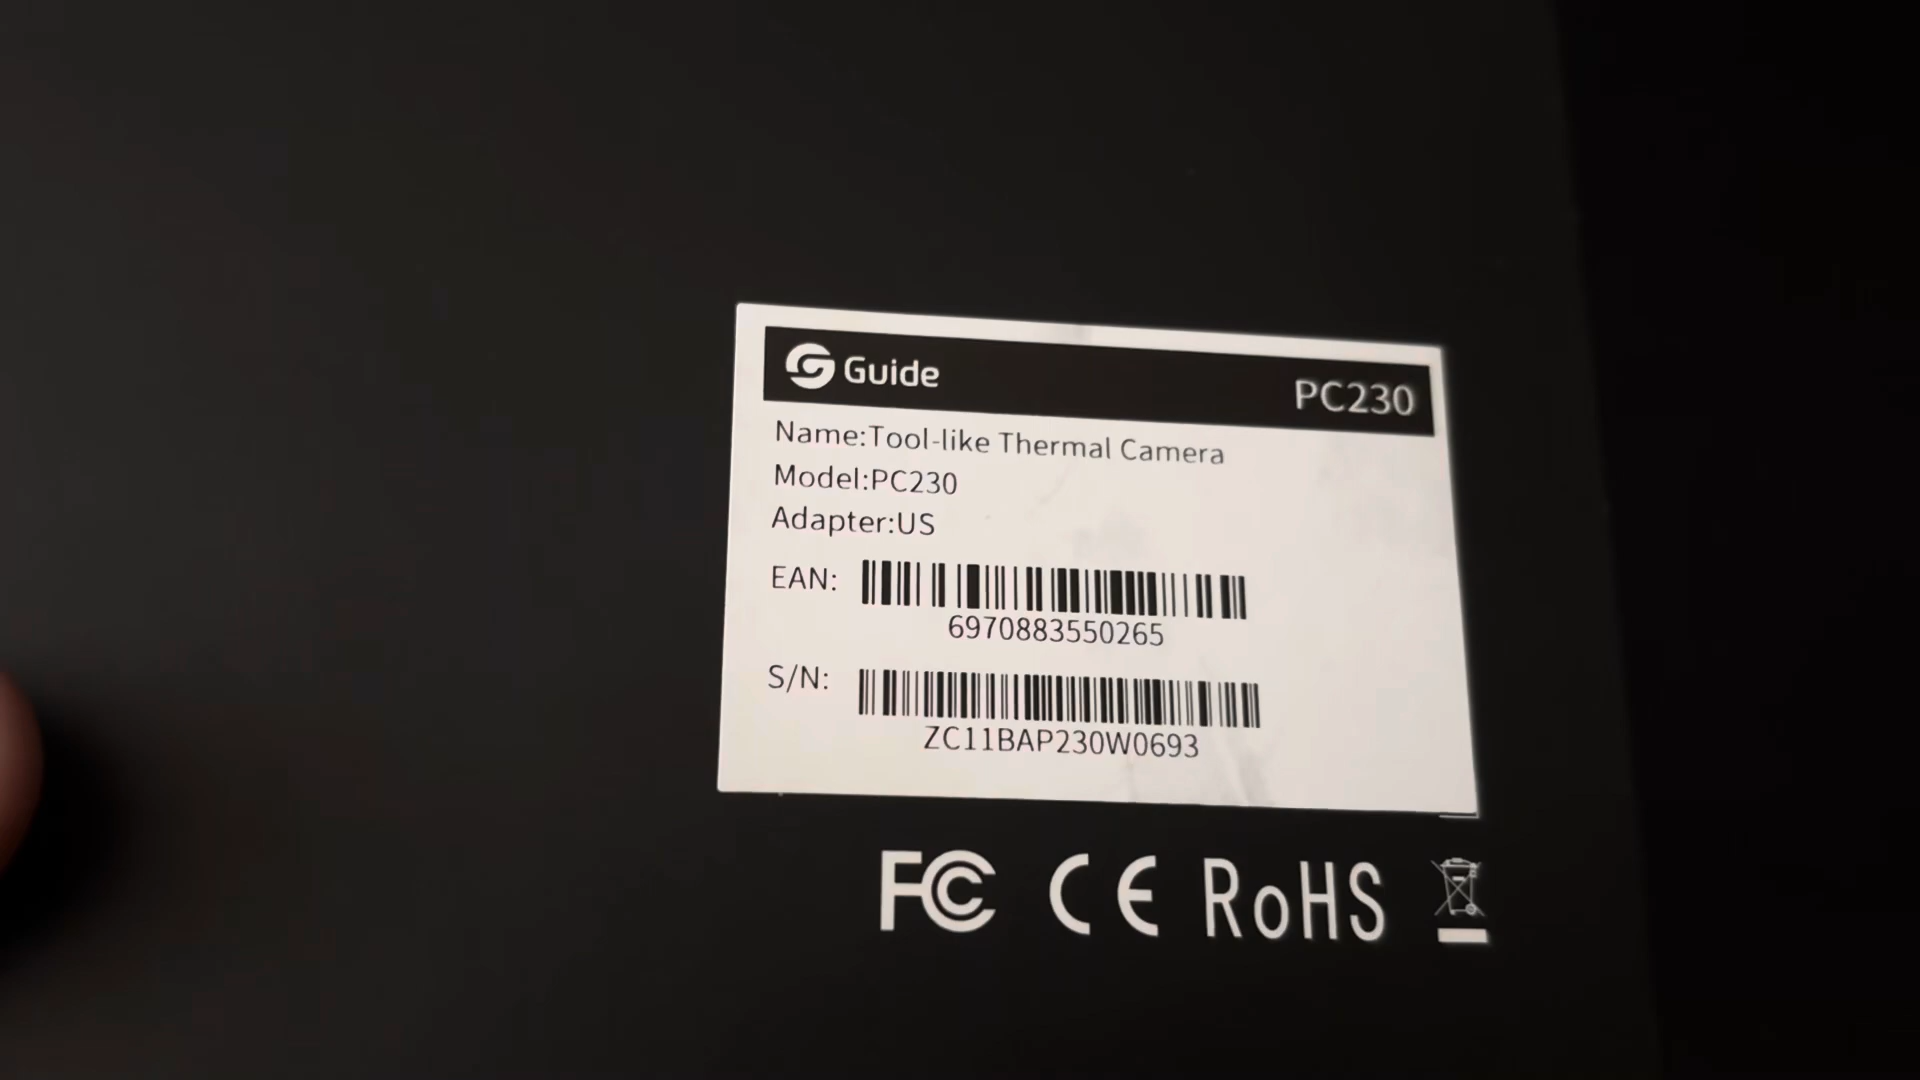 Guide
PC230
Name:Tool-like Thermal Camera
Model:PC230
Adapter:US
EAN:
6970883550265
S/N:
ZC11BAP230W0693
FC CE RoHS